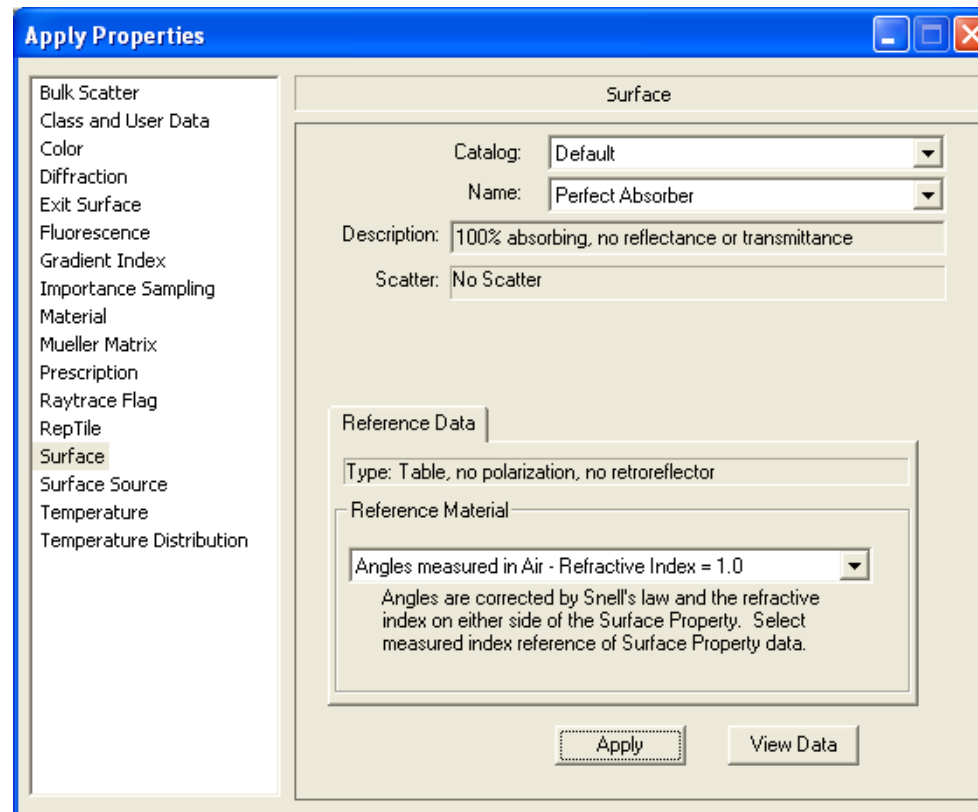 Apply Properties
Bulk Scatter
Class and User Data
Color
Diffraction
Exit Surface
Fluorescence
Gradient Index
Importance Sampling
Material
Mueller Matrix
Prescription
Raytrace Flag
RepTile
Surface
Surface Source
Temperature
Temperature Distribution
Surface
Catalog: Default
Name: Perfect Absorber
Description: 100% absorbing, no reflectance or transmittance
Scatter: No Scatter
Reference Data
Type: Table, no polarization, no retroreflector
Reference Material
Angles measured in Air - Refractive Index = 1.0
Angles are corrected by Snell's law and the refractive
index on either side of the Surface Property. Select
measured index reference of Surface Property data.
Apply View Data